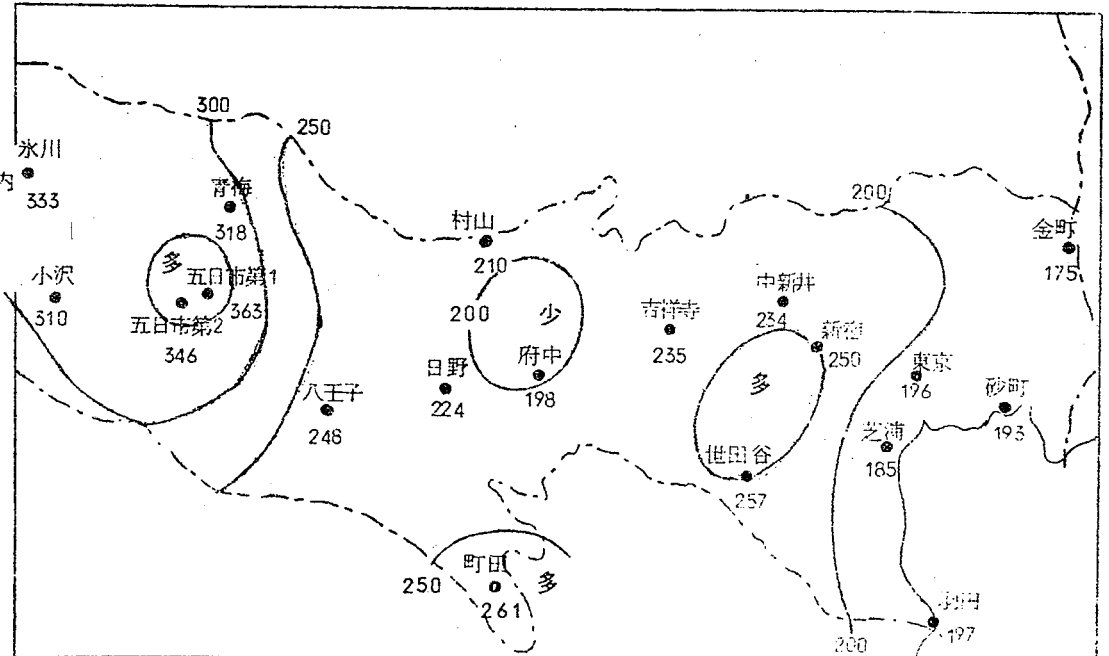 300
250
氷川
内
333
青梅
318
村山
210
200
金町
175
多
小沢
310
五日市第1
363
五日市第2
346
200
少
吉祥寺
235
中新井
234
新宿
250
日野
224
府中
198
多
東京
196
砂町
193
八王子
248
芝浦
185
世田谷
257
町田
250
261
多
羽田
197
200